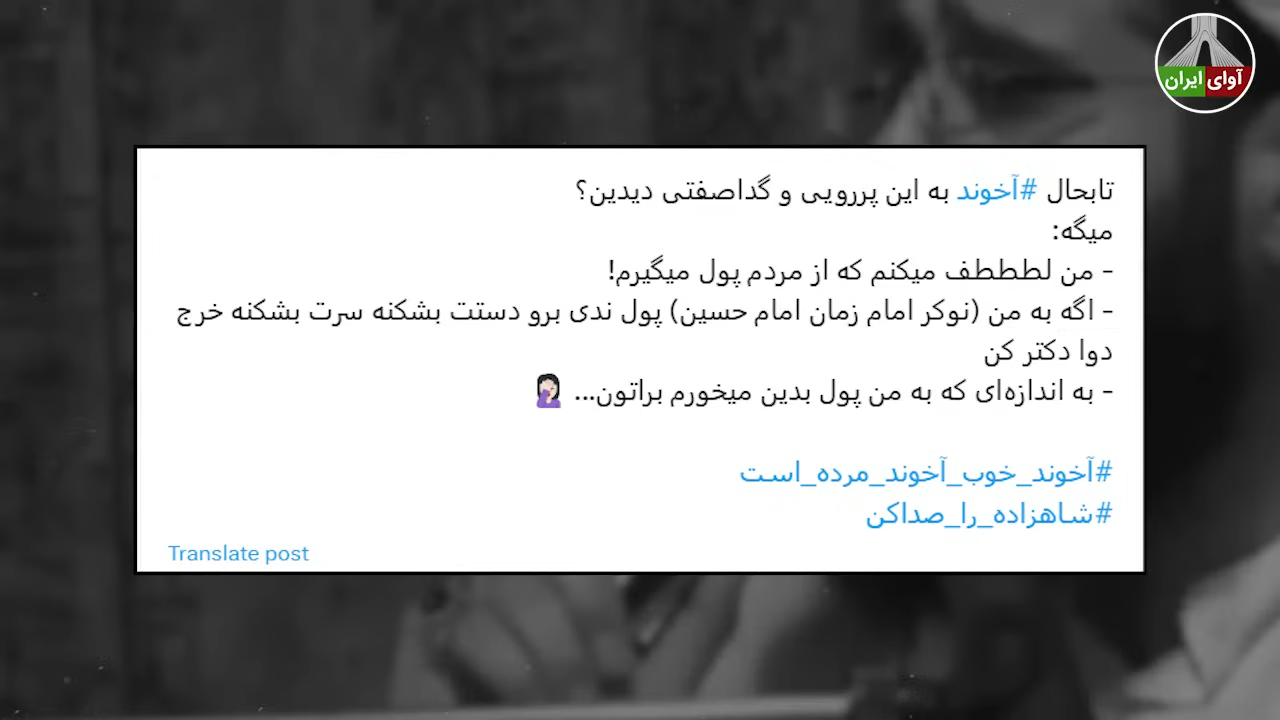 آوای ایران
تابحال #آخوند به این پررویی و گداصفتی دیدین؟
میگه:
- من لطططف میکنم که از مردم پول میگیرم!
- اگه به من (نوکر امام زمان امام حسین) پول ندی برو دستت بشکنه سرت بشکنه خرج
دوا دکتر کن
- به اندازه‌ای که به من پول بدین میخورم براتون... 🤦🏻‍♀️
#آخوند_خوب_آخوند_مرده_است
#شاهزاده_را_صداکن
Translate post